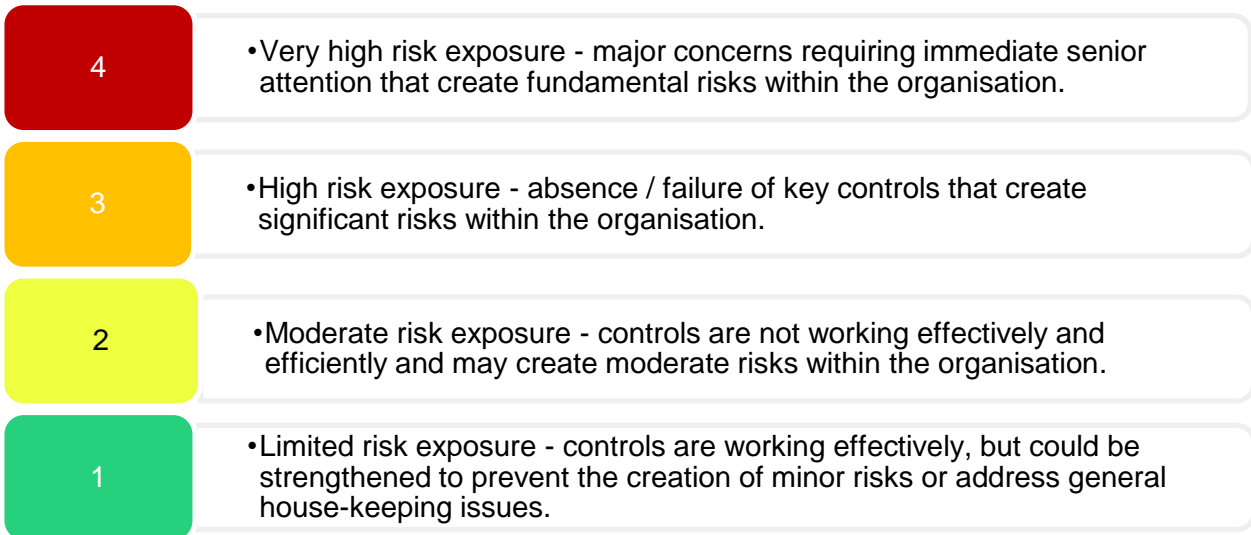 4
•Very high risk exposure - major concerns requiring immediate senior
attention that create fundamental risks within the organisation.
3
•High risk exposure - absence / failure of key controls that create
significant risks within the organisation.
2
•Moderate risk exposure - controls are not working effectively and
efficiently and may create moderate risks within the organisation.
1
•Limited risk exposure - controls are working effectively, but could be
strengthened to prevent the creation of minor risks or address general
house-keeping issues.